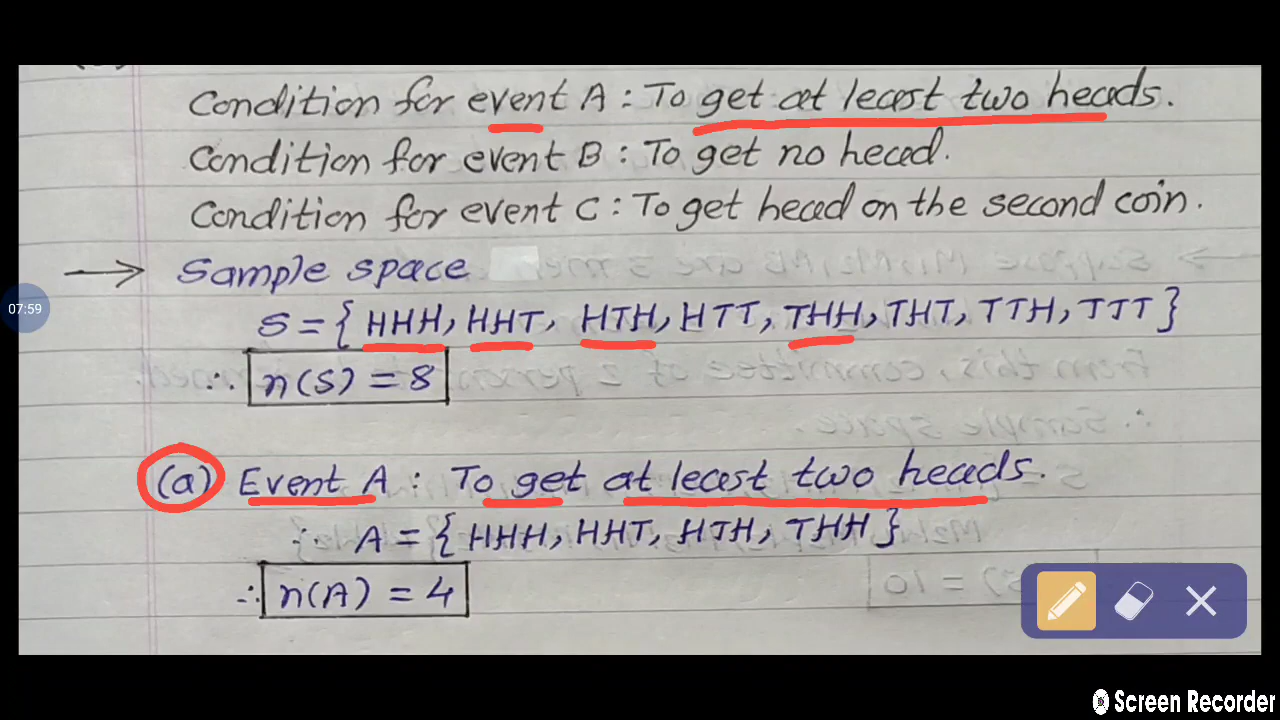 Condition for event A : To get at least two heads.
Condition for event B : To get no head.
Condition for event C : To get head on the second coin.
→ Sample space
S = { HHH, HHT, HTH, HTT, THH, THT, TTH, TTT }
∴ n(S) = 8
(a) Event A : To get at least two heads.
∴ A = { HHH, HHT, HTH, THH }
∴ n(A) = 4
07:59
Screen Recorder